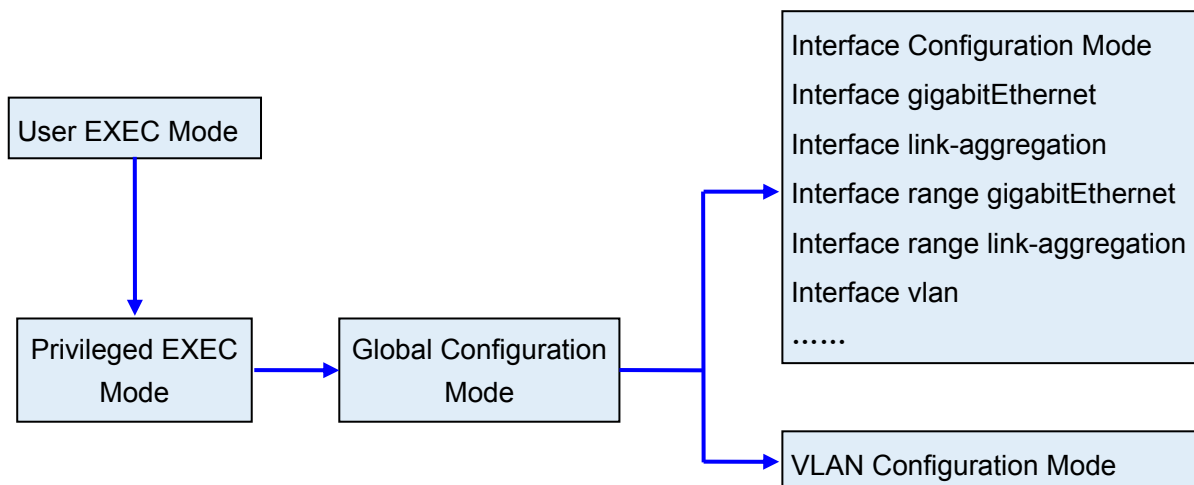 User EXEC Mode
Privileged EXEC
Mode
Global Configuration
Mode
Interface Configuration Mode
Interface gigabitEthernet
Interface link-aggregation
Interface range gigabitEthernet
Interface range link-aggregation
Interface vlan
……
VLAN Configuration Mode